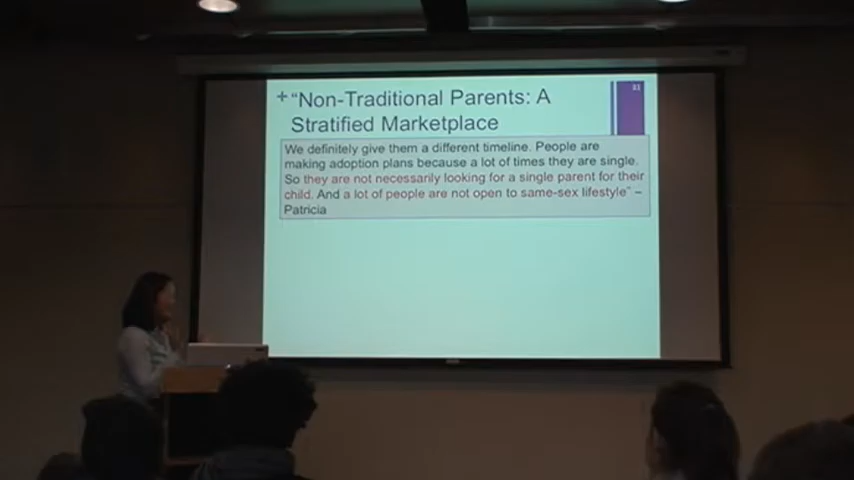 31
+ "Non-Traditional Parents: A
Stratified Marketplace
We definitely give them a different timeline. People are
making adoption plans because a lot of times they are single.
So they are not necessarily looking for a single parent for their
child. And a lot of people are not open to same-sex lifestyle" –
Patricia